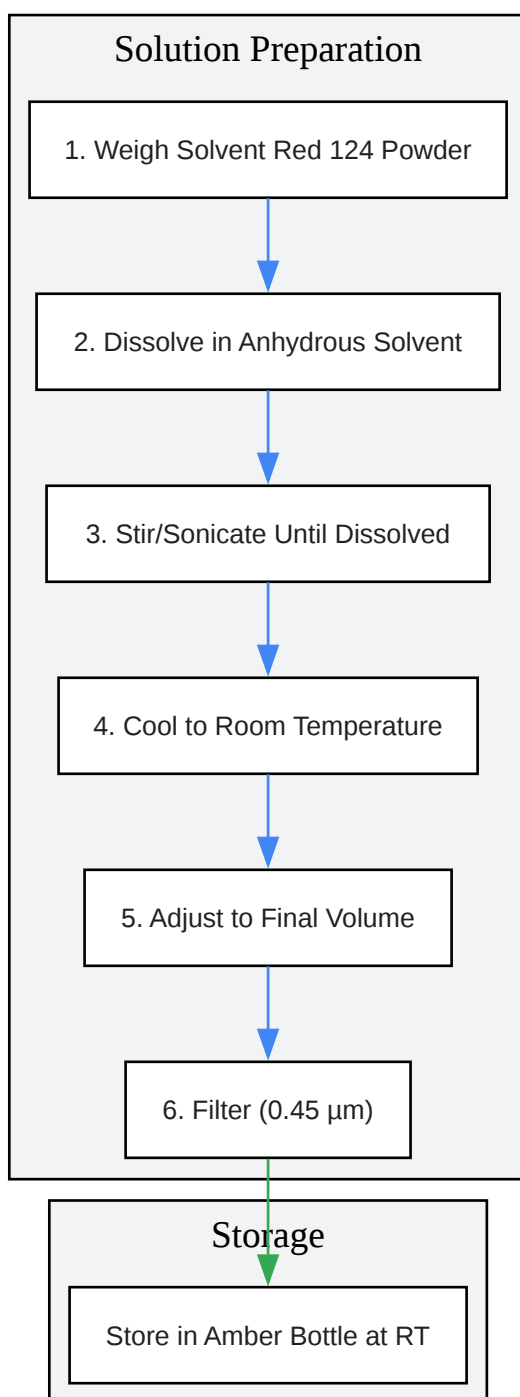 Solution Preparation
1. Weigh Solvent Red 124 Powder
2. Dissolve in Anhydrous Solvent
3. Stir/Sonicate Until Dissolved
4. Cool to Room Temperature
5. Adjust to Final Volume
6. Filter (0.45 µm)
Storage
Store in Amber Bottle at RT